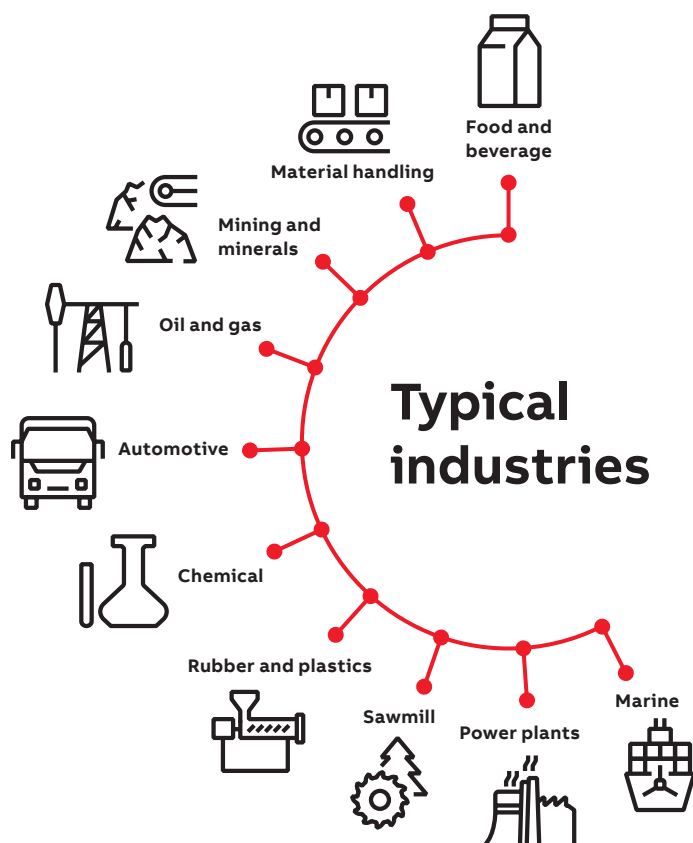 Food and
beverage
Material handling
Mining and
minerals
Oil and gas
Typical
industries
Automotive
Chemical
Rubber and plastics
Sawmill
Power plants
Marine